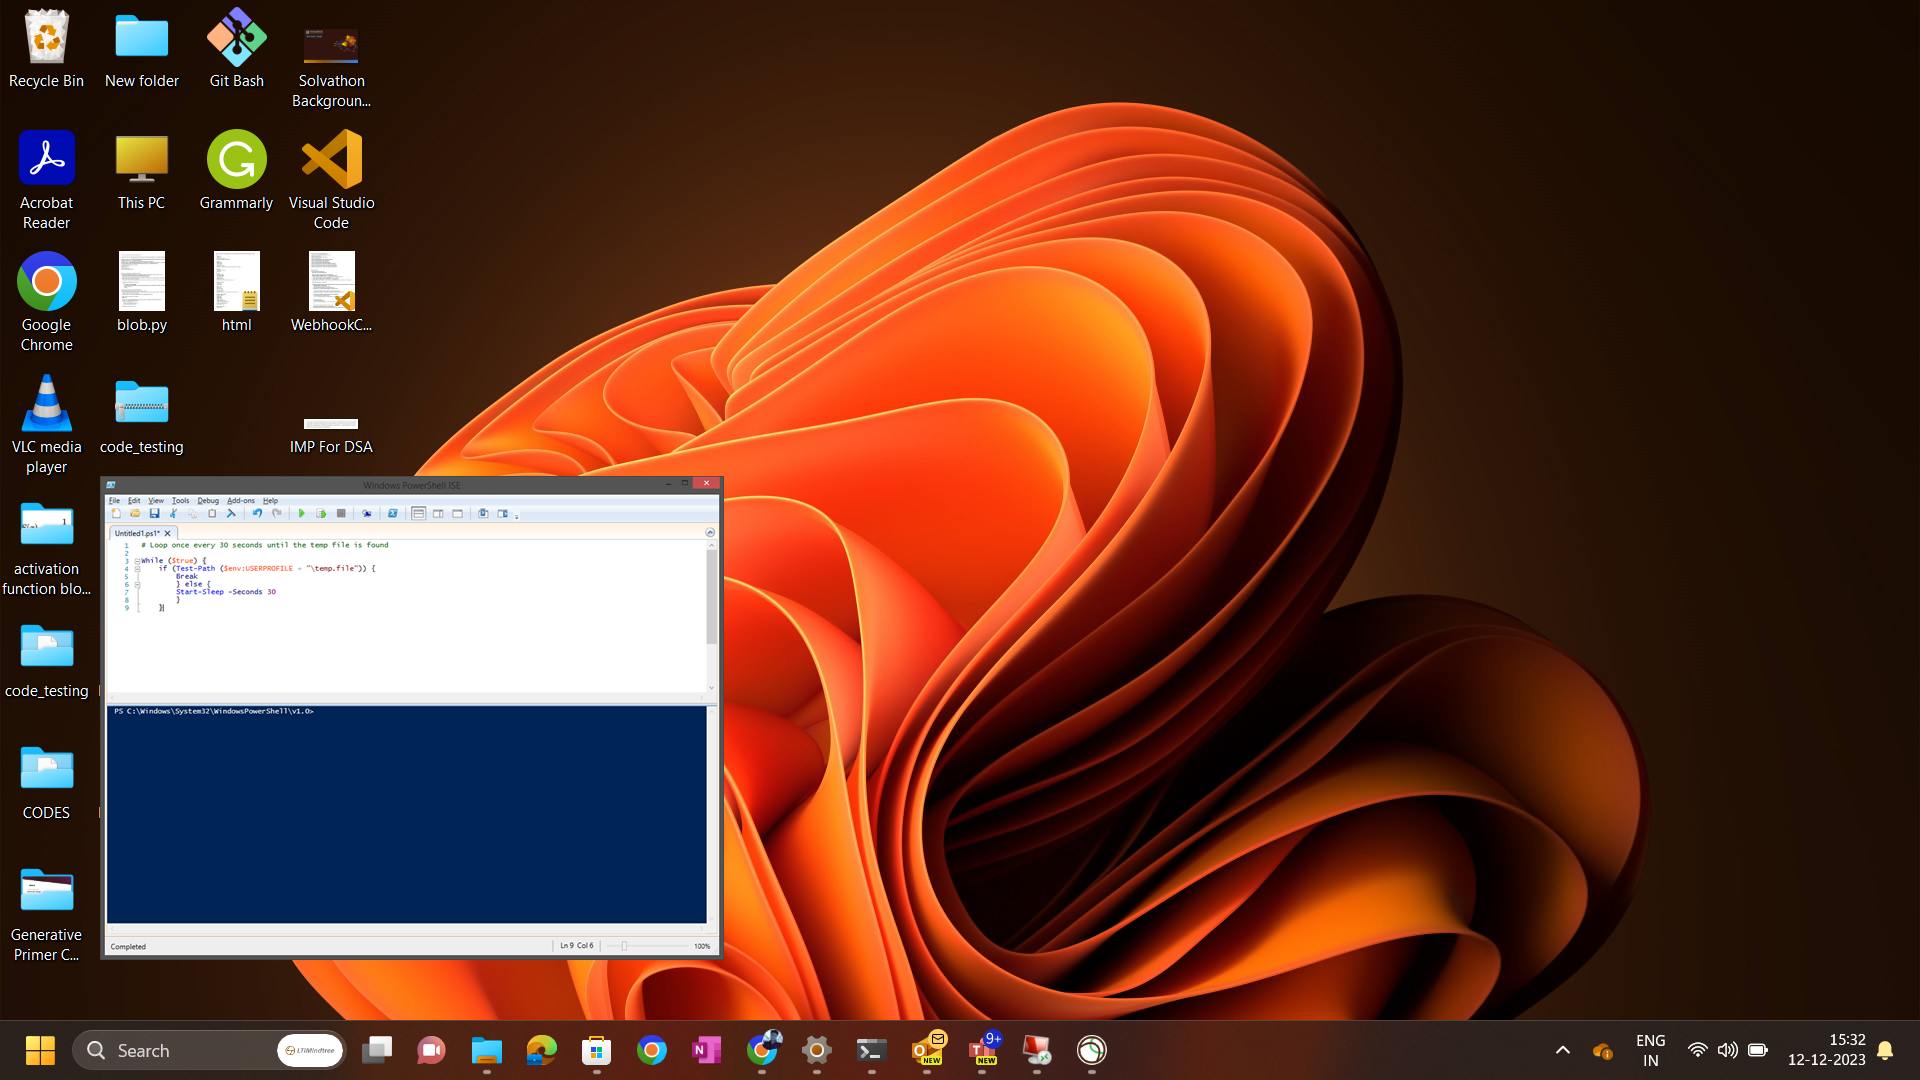 Recycle Bin
New folder
Git Bash
Solvathon
Backgroun...
Acrobat
Reader
This PC
Grammarly
Visual Studio
Code
Google
Chrome
blob.py
html
WebhookC...
VLC media
player
code_testing
IMP For DSA
activation
function blo...
code_testing
CODES
Generative
Primer C...
Windows PowerShell ISE
File Edit View Tools Debug Add-ons Help
Untitled1.ps1*
1 # Loop once every 30 seconds until the temp file is found
2
3 While ($true) {
4 if (Test-Path ($env:USERPROFILE + "\temp.file")) {
5 Break
6 } else {
7 Start-Sleep -Seconds 30
8 }
9 }
PS C:\Windows\System32\WindowsPowerShell\v1.0>
Completed
Ln 9 Col 6
100%
Search
LTIMindtree
NEW
9+
NEW
ENG
IN
15:32
12-12-2023